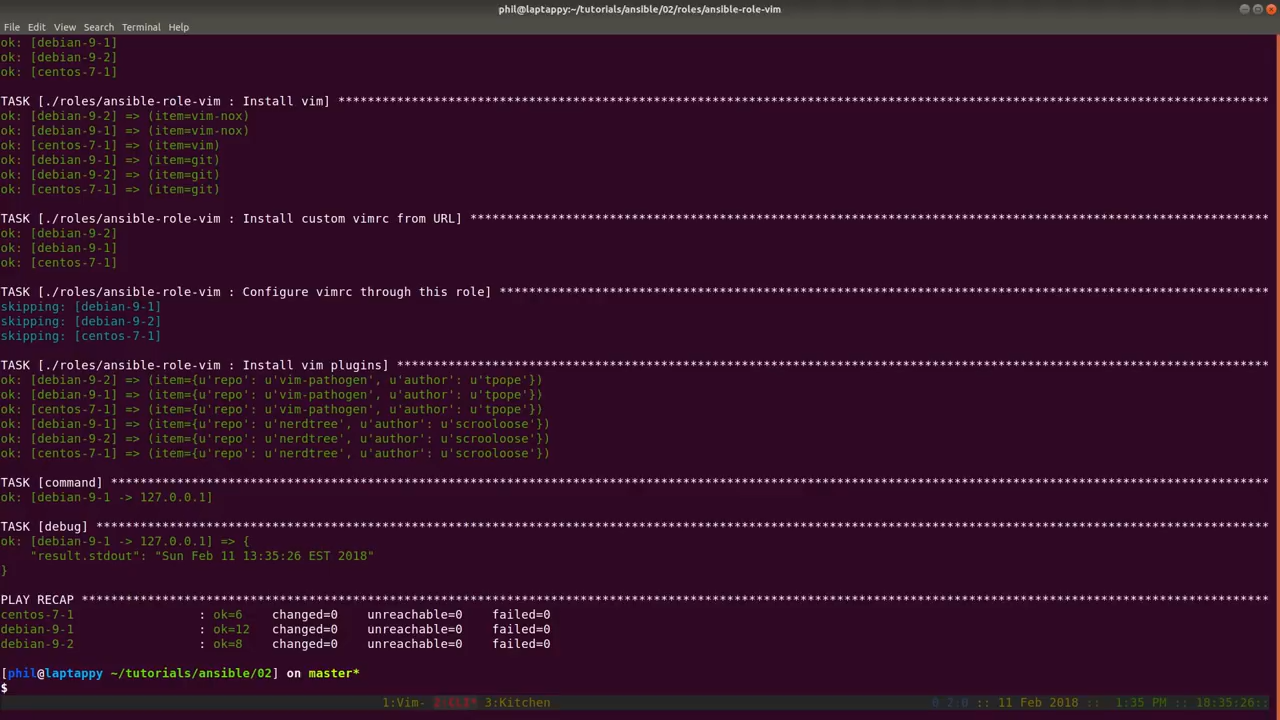 phil@laptappy:~/tutorials/ansible/02/roles/ansible-role-vim
File Edit View Search Terminal Help
ok: [debian-9-1]
ok: [debian-9-2]
ok: [centos-7-1]
TASK [./roles/ansible-role-vim : Install vim] *******************************************************************************************************************************
ok: [debian-9-2] => (item=vim-nox)
ok: [debian-9-1] => (item=vim-nox)
ok: [centos-7-1] => (item=vim)
ok: [debian-9-1] => (item=git)
ok: [debian-9-2] => (item=git)
ok: [centos-7-1] => (item=git)
TASK [./roles/ansible-role-vim : Install custom vimrc from URL] *************************************************************************************************************
ok: [debian-9-2]
ok: [debian-9-1]
ok: [centos-7-1]
TASK [./roles/ansible-role-vim : Configure vimrc through this role] *********************************************************************************************************
skipping: [debian-9-1]
skipping: [debian-9-2]
skipping: [centos-7-1]
TASK [./roles/ansible-role-vim : Install vim plugins] ***********************************************************************************************************************
ok: [debian-9-2] => (item={u'repo': u'vim-pathogen', u'author': u'tpope'})
ok: [debian-9-1] => (item={u'repo': u'vim-pathogen', u'author': u'tpope'})
ok: [centos-7-1] => (item={u'repo': u'vim-pathogen', u'author': u'tpope'})
ok: [debian-9-1] => (item={u'repo': u'nerdtree', u'author': u'scrooloose'})
ok: [debian-9-2] => (item={u'repo': u'nerdtree', u'author': u'scrooloose'})
ok: [centos-7-1] => (item={u'repo': u'nerdtree', u'author': u'scrooloose'})
TASK [command] **************************************************************************************************************************************************************
ok: [debian-9-1 -> 127.0.0.1]
TASK [debug] ****************************************************************************************************************************************************************
ok: [debian-9-1 -> 127.0.0.1] => {
"result.stdout": "Sun Feb 11 13:35:26 EST 2018"
}
PLAY RECAP ******************************************************************************************************************************************************************
centos-7-1 : ok=6 changed=0 unreachable=0 failed=0
debian-9-1 : ok=12 changed=0 unreachable=0 failed=0
debian-9-2 : ok=8 changed=0 unreachable=0 failed=0
[phil@laptappy ~/tutorials/ansible/02] on master*
$
1:Vim- 2:CLI* 3:Kitchen 0 2.0 :: 11 Feb 2018 :: 1:35 PM :: 18:35:26::